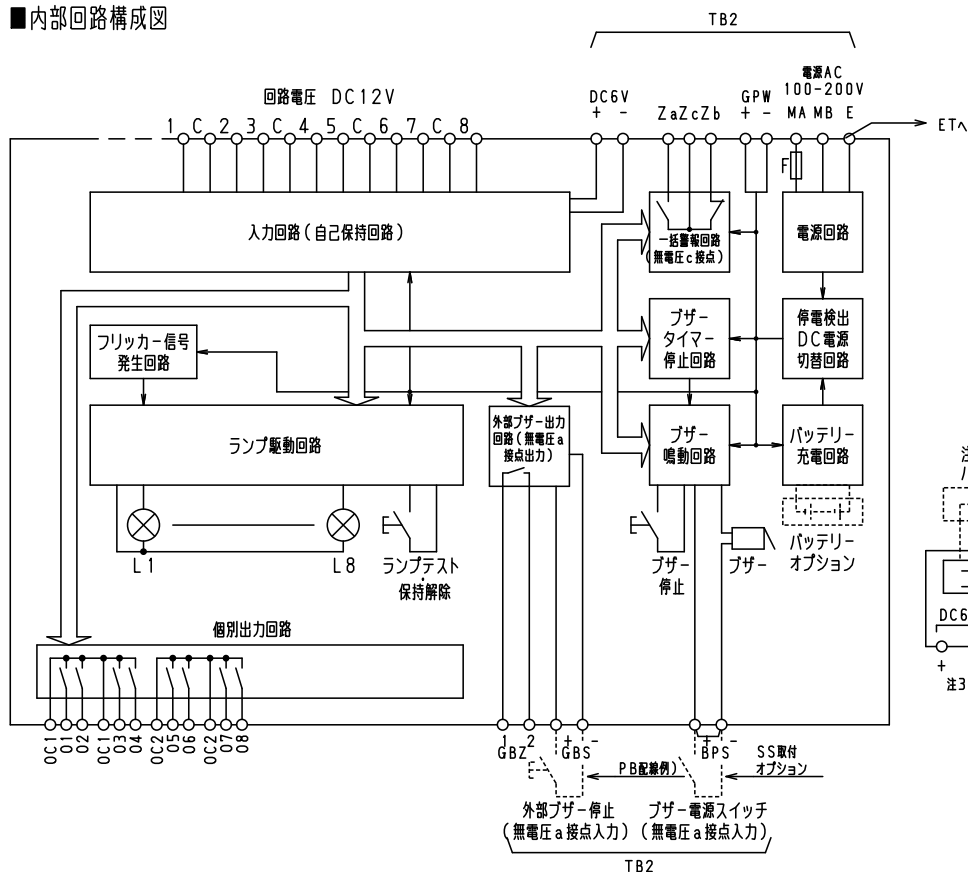 ■内部回路構成図
TB2
回路電圧 DC12V
DC6V
+ -
ZaZcZb
GPW
+ -
電源AC
100-200V
MA MB E
1 C 2 3 C 4 5 C 6 7 C 8
ETへ
F
入力回路(自己保持回路)
一括警報回路
(無電圧c接点)
電源回路
フリッカー信号
発生回路
ブザー
タイマー
停止回路
停電検出
DC電源
切替回路
ランプ駆動回路
外部ブザー出力
回路(無電圧a
接点出力)
ブザー
鳴動回路
バッテリー
充電回路
L1
L8
ランプテスト
・
保持解除
ブザー
停止
ブザー
バッテリー
オプション
注
DC6
+
注3
個別出力回路
OC1
O1
O2
OC1
O3
O4
OC2
O5
O6
OC2
O7
O8
1 2
GBZ
+ -
GBS
+ -
BPS
SS取付
オプション
PB配線例)
外部ブザー停止
(無電圧a接点入力)
ブザー電源スイッチ
(無電圧a接点入力)
TB2